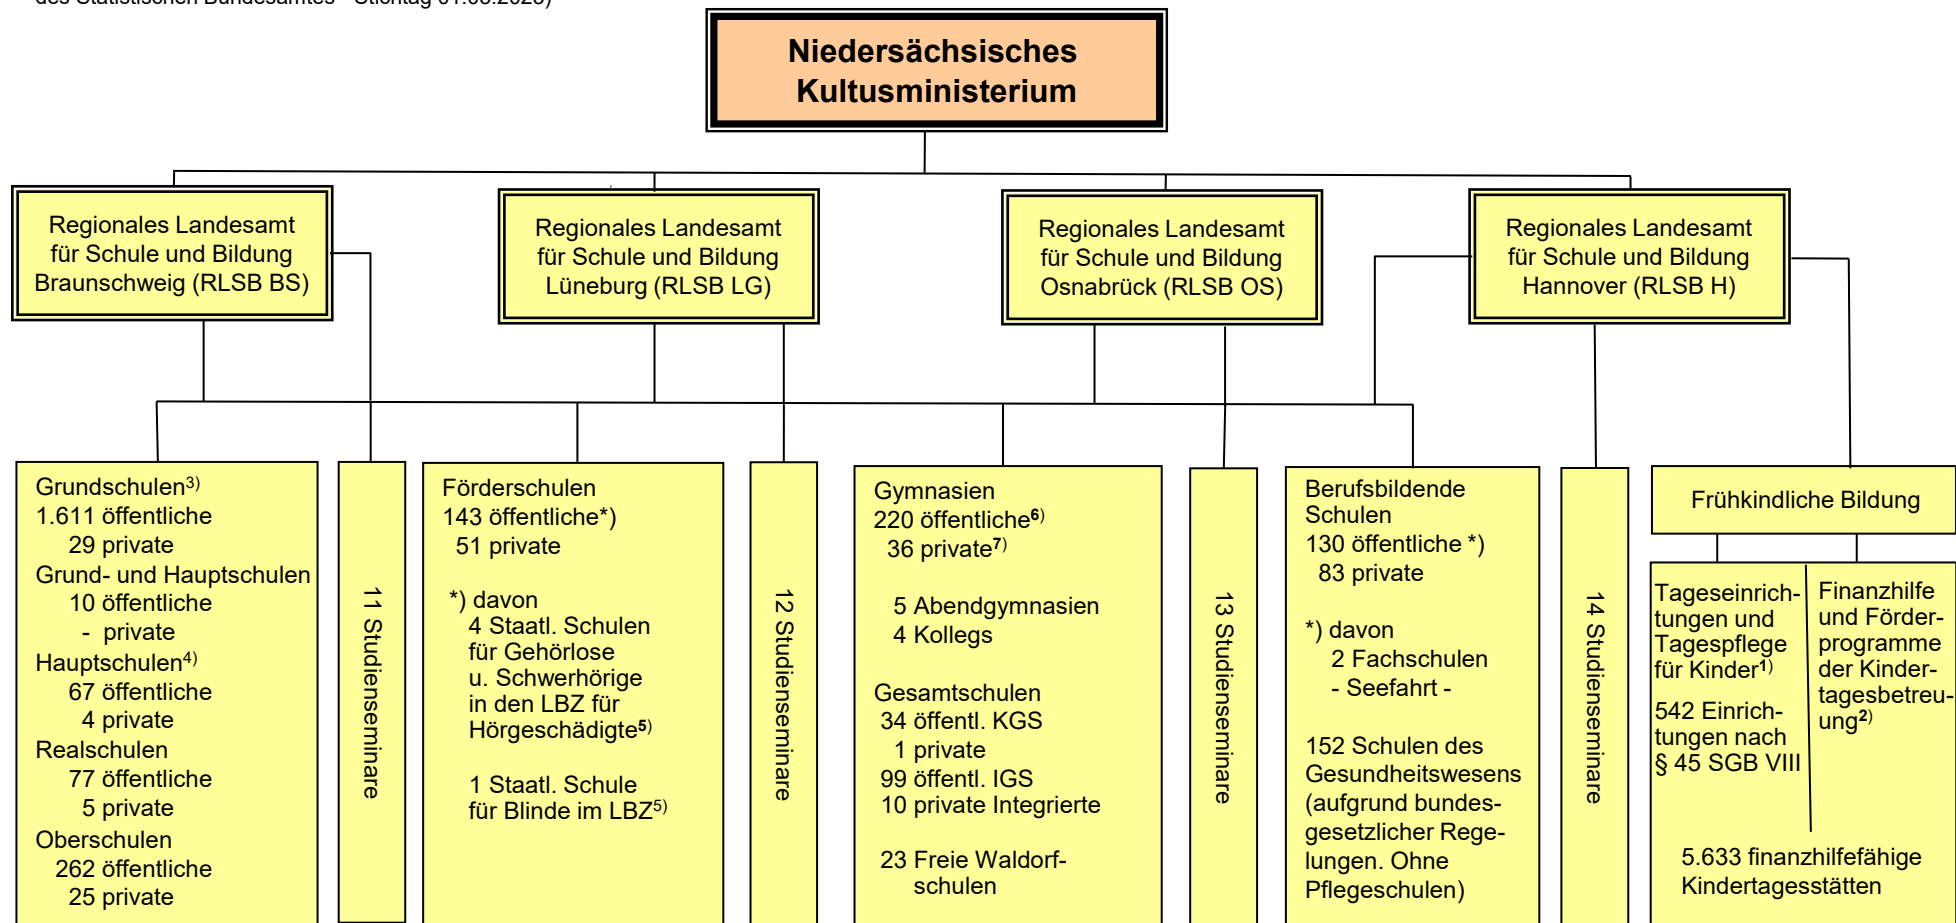 des Statistischen Bundesamtes - Stichtag 01.03.2023)
Niedersächsisches
Kultusministerium
Regionales Landesamt
für Schule und Bildung
Braunschweig (RLSB BS)
Regionales Landesamt
für Schule und Bildung
Lüneburg (RLSB LG)
Regionales Landesamt
für Schule und Bildung
Osnabrück (RLSB OS)
Regionales Landesamt
für Schule und Bildung
Hannover (RLSB H)
Grundschulen3)
1.611 öffentliche
29 private
Grund- und Hauptschulen
10 öffentliche
- private
Hauptschulen4)
67 öffentliche
4 private
Realschulen
77 öffentliche
5 private
Oberschulen
262 öffentliche
25 private
11 Studienseminare
Förderschulen
143 öffentliche*)
51 private
*) davon
4 Staatl. Schulen
für Gehörlose
u. Schwerhörige
in den LBZ für
Hörgeschädigte5)
1 Staatl. Schule
für Blinde im LBZ5)
12 Studienseminare
Gymnasien
220 öffentliche6)
36 private7)
5 Abendgymnasien
4 Kollegs
Gesamtschulen
34 öffentl. KGS
1 private
99 öffentl. IGS
10 private Integrierte
23 Freie Waldorf-
schulen
13 Studienseminare
Berufsbildende
Schulen
130 öffentliche *)
83 private
*) davon
2 Fachschulen
- Seefahrt -
152 Schulen des
Gesundheitswesens
(aufgrund bundes-
gesetzlicher Rege-
lungen. Ohne
Pflegeschulen)
14 Studienseminare
Frühkindliche Bildung
Tageseinrich-
tungen und
Tagespflege
für Kinder1)
542 Einrich-
tungen nach
§ 45 SGB VIII
Finanzhilfe
und Förder-
programme
der Kinder-
tagesbetreu-
ung2)
5.633 finanzhilfefähige
Kindertagesstätten